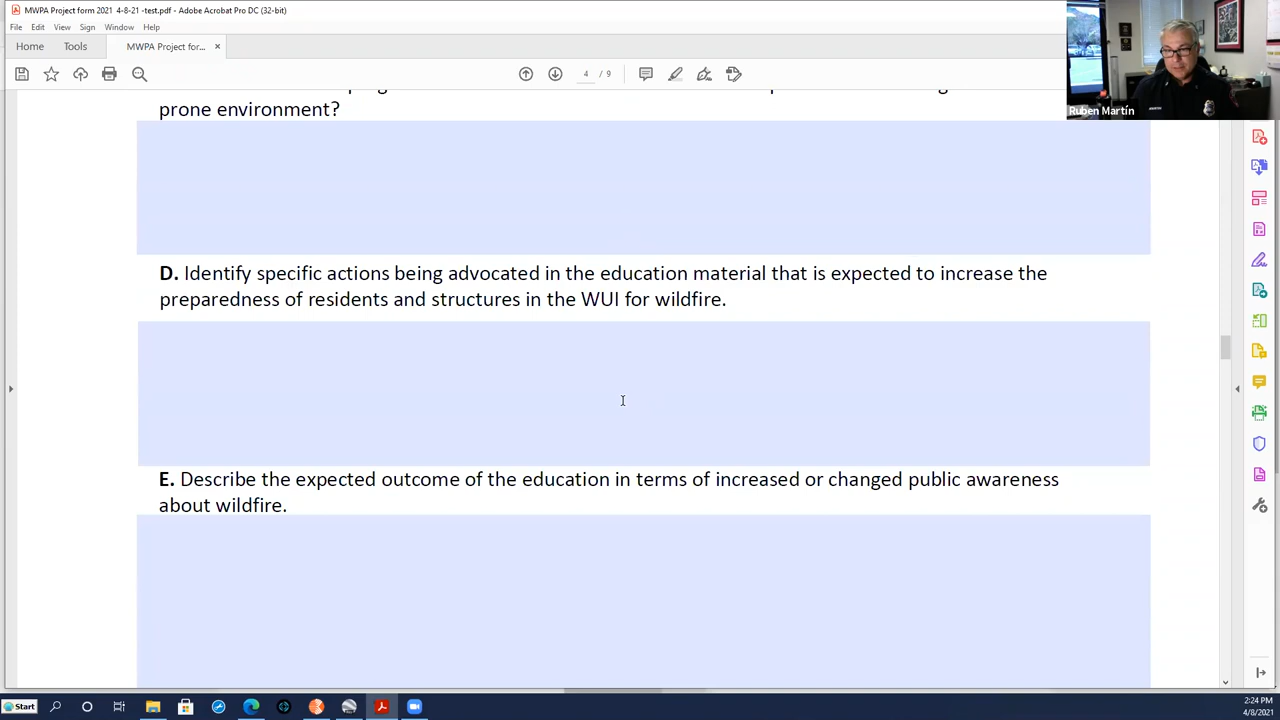 MWPA Project form 2021 4-8-21 -test.pdf - Adobe Acrobat Pro DC (32-bit)
File Edit View Sign Window Help
Home Tools MWPA Project for... ×
4 / 9
prone environment?
D. Identify specific actions being advocated in the education material that is expected to increase the
preparedness of residents and structures in the WUI for wildfire.
E. Describe the expected outcome of the education in terms of increased or changed public awareness
about wildfire.
Ruben Martín
Start
2:24 PM
4/8/2021